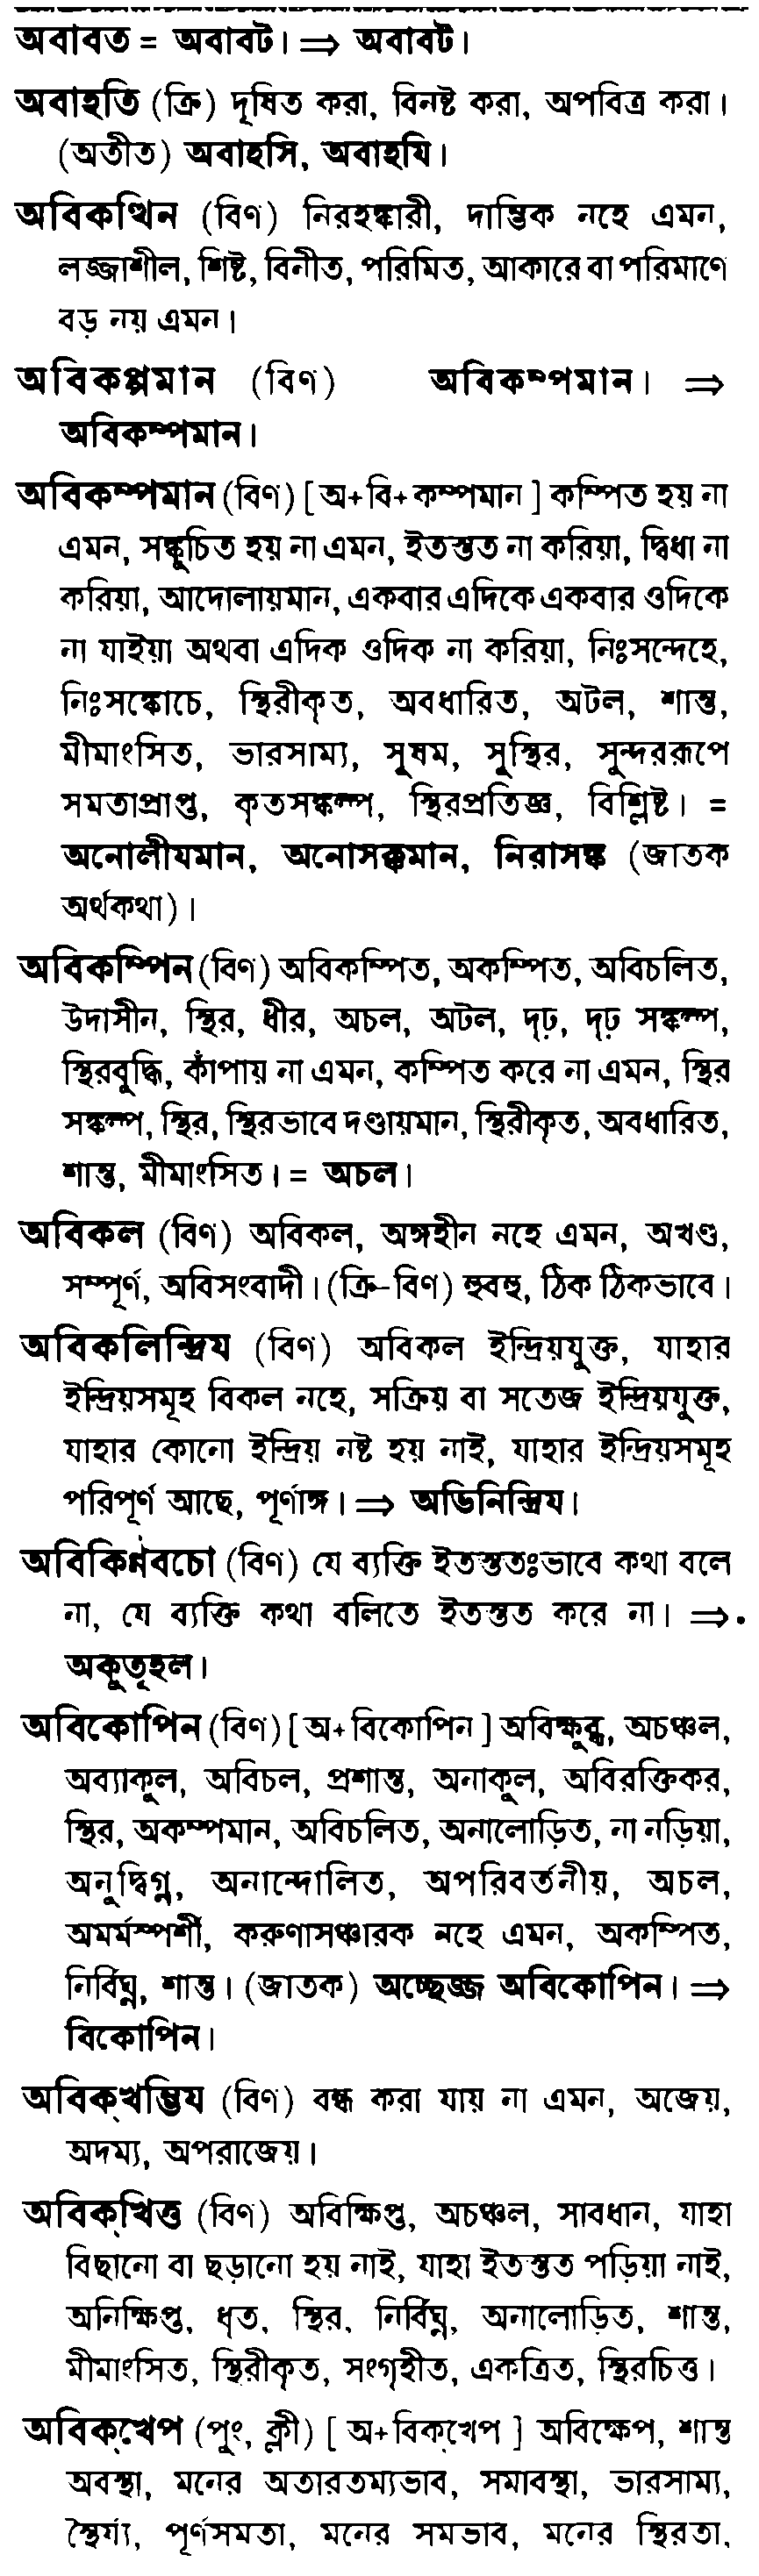 অবাবত = অবাবট। ⇒ অবাবট।
অবাহতি (ক্রি) দূষিত করা, বিনষ্ট করা, অপবিত্র করা।
(অতীত) অবাহসি, অবাহযি।
অবিকত্থিন (বিণ) নিরহঙ্কারী, দাম্ভিক নহে এমন,
লজ্জাশীল, শিষ্ট, বিনীত, পরিমিত, আকারে বা পরিমাণে
বড় নয় এমন।
অবিকপ্পমান (বিণ) অবিকম্পমান। ⇒
অবিকম্পমান।
অবিকম্পমান (বিণ) [ অ+বি+কম্পমান ] কম্পিত হয় না
এমন, সঙ্কুচিত হয় না এমন, ইতস্তত না করিয়া, দ্বিধা না
করিয়া, আদোলায়মান, একবার এদিকে একবার ওদিকে
না যাইয়া অথবা এদিক ওদিক না করিয়া, নিঃসন্দেহে,
নিঃসঙ্কোচে, স্থিরীকৃত, অবধারিত, অটল, শান্ত,
মীমাংসিত, ভারসাম্য, সুষম, সুস্থির, সুন্দররূপে
সমতাপ্রাপ্ত, কৃতসঙ্কল্প, স্থিরপ্রতিজ্ঞ, বিশ্লিষ্ট। =
অনোলীযমান, অনোসক্কমান, নিরাসঙ্ক (জাতক
অর্থকথা)।
অবিকম্পিন (বিণ) অবিকম্পিত, অকম্পিত, অবিচলিত,
উদাসীন, স্থির, ধীর, অচল, অটল, দৃঢ়, দৃঢ় সঙ্কল্প,
স্থিরবুদ্ধি, কাঁপায় না এমন, কম্পিত করে না এমন, স্থির
সঙ্কল্প, স্থির, স্থিরভাবে দণ্ডায়মান, স্থিরীকৃত, অবধারিত,
শান্ত, মীমাংসিত। = অচল।
অবিকল (বিণ) অবিকল, অঙ্গহীন নহে এমন, অখণ্ড,
সম্পূর্ণ, অবিসংবাদী। (ক্রি-বিণ) হুবহু, ঠিক ঠিকভাবে।
অবিকলিন্দ্রিয (বিণ) অবিকল ইন্দ্রিয়যুক্ত, যাহার
ইন্দ্রিয়সমূহ বিকল নহে, সক্রিয় বা সতেজ ইন্দ্রিয়যুক্ত,
যাহার কোনো ইন্দ্রিয় নষ্ট হয় নাই, যাহার ইন্দ্রিয়সমূহ
পরিপূর্ণ আছে, পূর্ণাঙ্গ। ⇒ অভিনিন্দ্রিয।
অবিকিণ্ণবচো (বিণ) যে ব্যক্তি ইতস্ততঃভাবে কথা বলে
না, যে ব্যক্তি কথা বলিতে ইতস্তত করে না। ⇒
অকুতূহল।
অবিকোপিন (বিণ) [ অ+বিকোপিন ] অবিক্ষুব্ধ, অচঞ্চল,
অব্যাকুল, অবিচল, প্রশান্ত, অনাকুল, অবিরক্তিকর,
স্থির, অকম্পমান, অবিচলিত, অনালোড়িত, না নড়িয়া,
অনুদ্বিগ্ন, অনান্দোলিত, অপরিবর্তনীয়, অচল,
অমর্মস্পর্শী, করুণাসঞ্চারক নহে এমন, অকম্পিত,
নির্বিঘ্ন, শান্ত। (জাতক) অচ্ছেজ্জ অবিকোপিন। ⇒
বিকোপিন।
অবিক্‌খম্ভিয (বিণ) বন্ধ করা যায় না এমন, অজেয়,
অদম্য, অপরাজেয়।
অবিক্‌খিত্ত (বিণ) অবিক্ষিপ্ত, অচঞ্চল, সাবধান, যাহা
বিছানো বা ছড়ানো হয় নাই, যাহা ইতস্তত পড়িয়া নাই,
অনিক্ষিপ্ত, ধৃত, স্থির, নির্বিঘ্ন, অনালোড়িত, শান্ত,
মীমাংসিত, স্থিরীকৃত, সংগৃহীত, একত্রিত, স্থিরচিত্ত।
অবিক্‌খেপ (পুং, ক্লী) [ অ+বিক্‌খেপ ] অবিক্ষেপ, শান্ত
অবস্থা, মনের অতারতম্যভাব, সমাবস্থা, ভারসাম্য,
স্থৈর্য্য, পূর্ণসমতা, মনের সমভাব, মনের স্থিরতা,